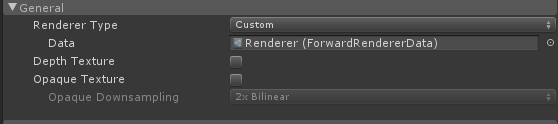 General
Renderer Type Custom
Data Renderer (ForwardRendererData)
Depth Texture
Opaque Texture
Opaque Downsampling 2x Bilinear